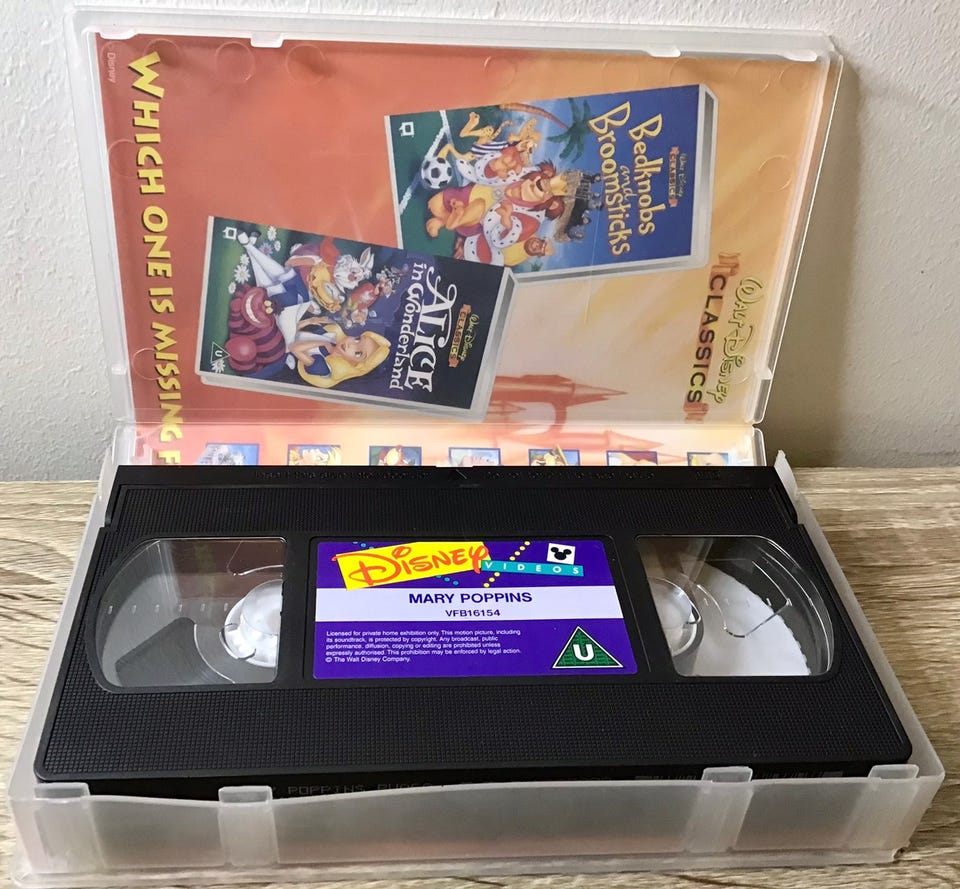 © Disney
WHICH ONE IS MISSING F
WALT DISNEY
CLASSICS
Bedknobs
and
Broomsticks
WALT DISNEY
CLASSICS
ALICE
in Wonderland
U
WALT DISNEY'S
CLASSICS
DISNEY
VIDEOS
MARY POPPINS
VFB16154
Licensed for private home exhibition only. This motion picture, including
its soundtrack, is protected by copyright. Any broadcast, public
performance, diffusion, copying or editing are prohibited unless
expressly authorised. This prohibition may be enforced by legal action.
© The Walt Disney Company.
U
POPPINS